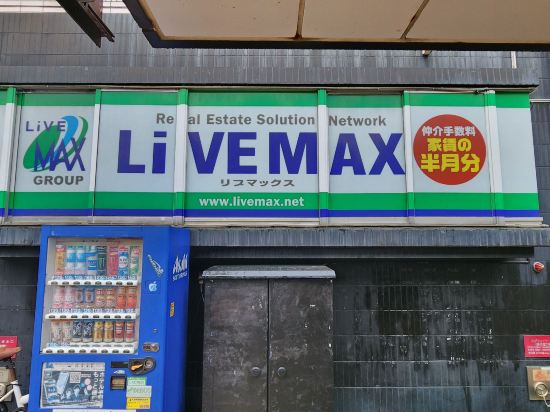 LiVE
MAX
GROUP
Real Estate Solution Network
LiVEMAX
リブマックス
www.livemax.net
仲介手数料
家賃の
半月分
Asahi